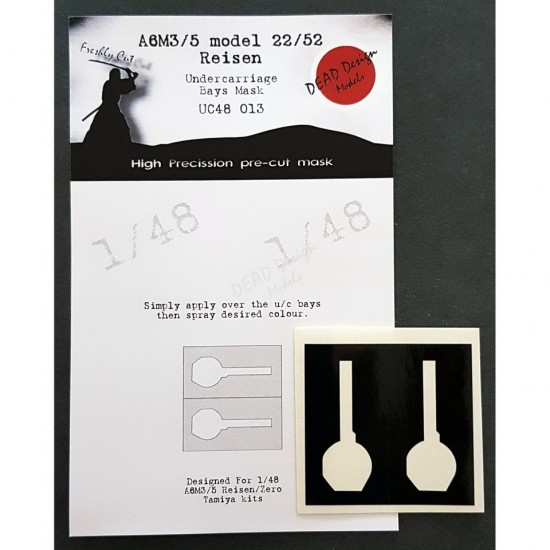 A6M3/5 model 22/52
Reisen
Freshly Cut
Undercarriage
Bays Mask
UC48 013
DEAD Design
Models
High Precission pre-cut mask
1/48
1/48
DEAD Design
Models
Simply apply over the u/c bays
then spray desired colour.
Designed For 1/48
A6M3/5 Reisen/Zero
Tamiya kits